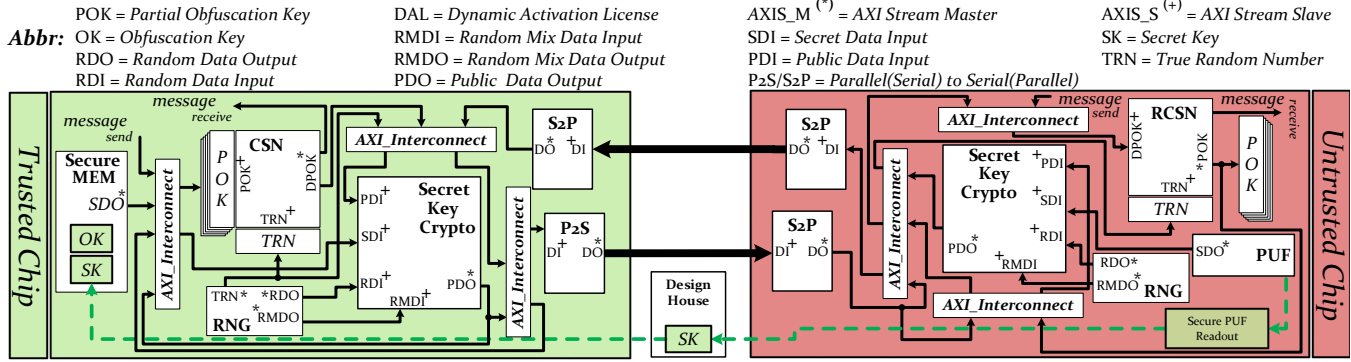 Abbr:
POK = Partial Obfuscation Key
OK = Obfuscation Key
RDO = Random Data Output
RDI = Random Data Input
DAL = Dynamic Activation License
RMDI = Random Mix Data Input
RMDO = Random Mix Data Output
PDO = Public Data Output
AXIS_M (*) = AXI Stream Master
SDI = Secret Data Input
PDI = Public Data Input
P2S/S2P = Parallel(Serial) to Serial(Parallel)
AXIS_S (+) = AXI Stream Slave
SK = Secret Key
TRN = True Random Number
Trusted Chip
message send
message receive
Secure
MEM
SDO*
OK
SK
AXI_Interconnect
POK
CSN
POK+
DPOK*
TRN+
TRN
TRN* *RDO
*RMDO
RNG
AXI_Interconnect
Secret
Key
Crypto
PDI+
SDI+
RDI+
RMDI+
PDO*
AXI_Interconnect
S2P
DO* +DI
P2S
DI+ DO*
Design
House
SK
S2P
DO* +DI
S2P
DI+ DO*
AXI_Interconnect
AXI_Interconnect
message send
Secret
Key
Crypto
+PDI
+SDI
+RDI
PDO*
+RMDI
AXI_Interconnect
RCSN
DPOK+
*POK
TRN+
TRN
message receive
POK
SDO*
PUF
RDO*
RMDO*
RNG
Secure PUF
Readout
Untrusted Chip